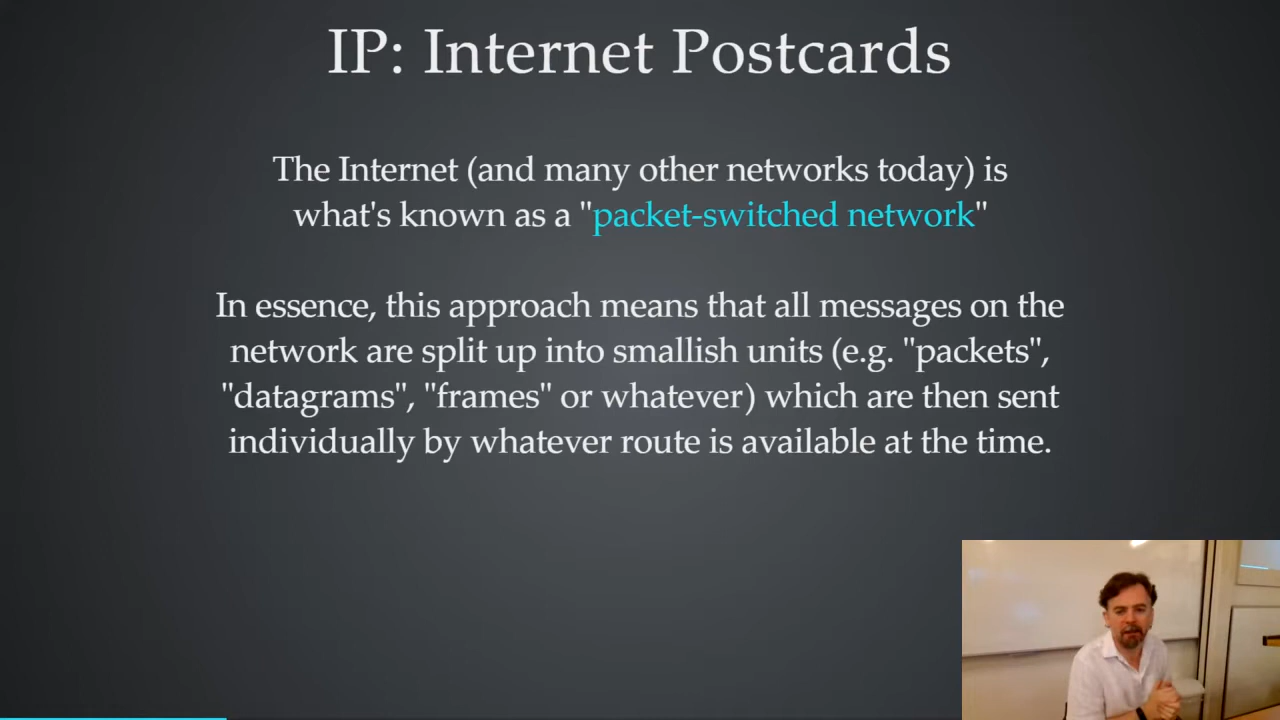 IP: Internet Postcards
The Internet (and many other networks today) is
what's known as a "packet-switched network"
In essence, this approach means that all messages on the
network are split up into smallish units (e.g. "packets",
"datagrams", "frames" or whatever) which are then sent
individually by whatever route is available at the time.